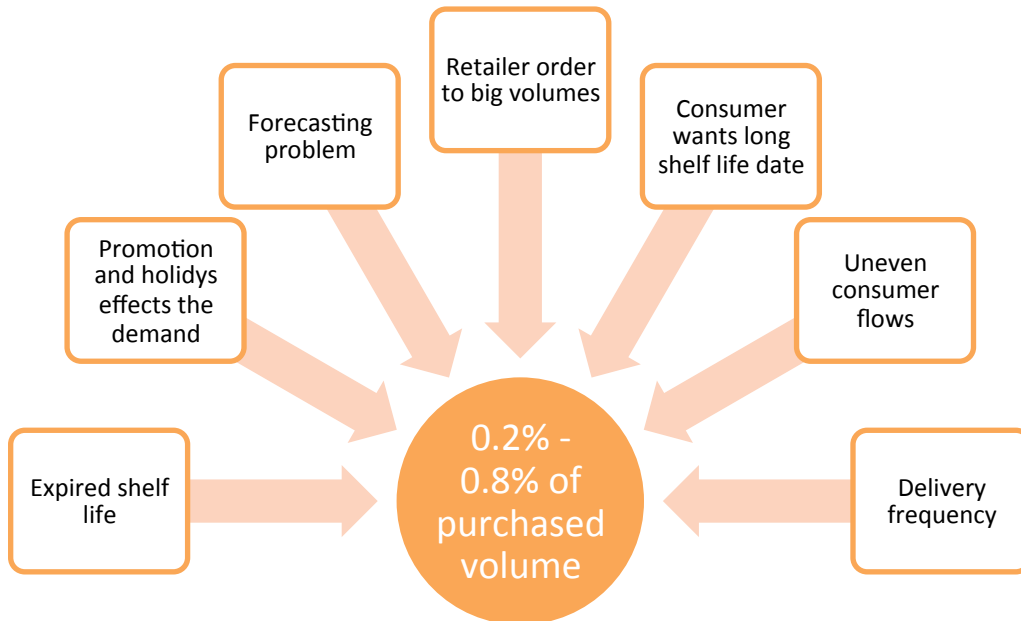 Retailer order
to big volumes
Forecasting
problem
Consumer
wants long
shelf life date
Promotion
and holidys
effects the
demand
Uneven
consumer
flows
Expired shelf
life
0.2% -
0.8% of
purchased
volume
Delivery
frequency